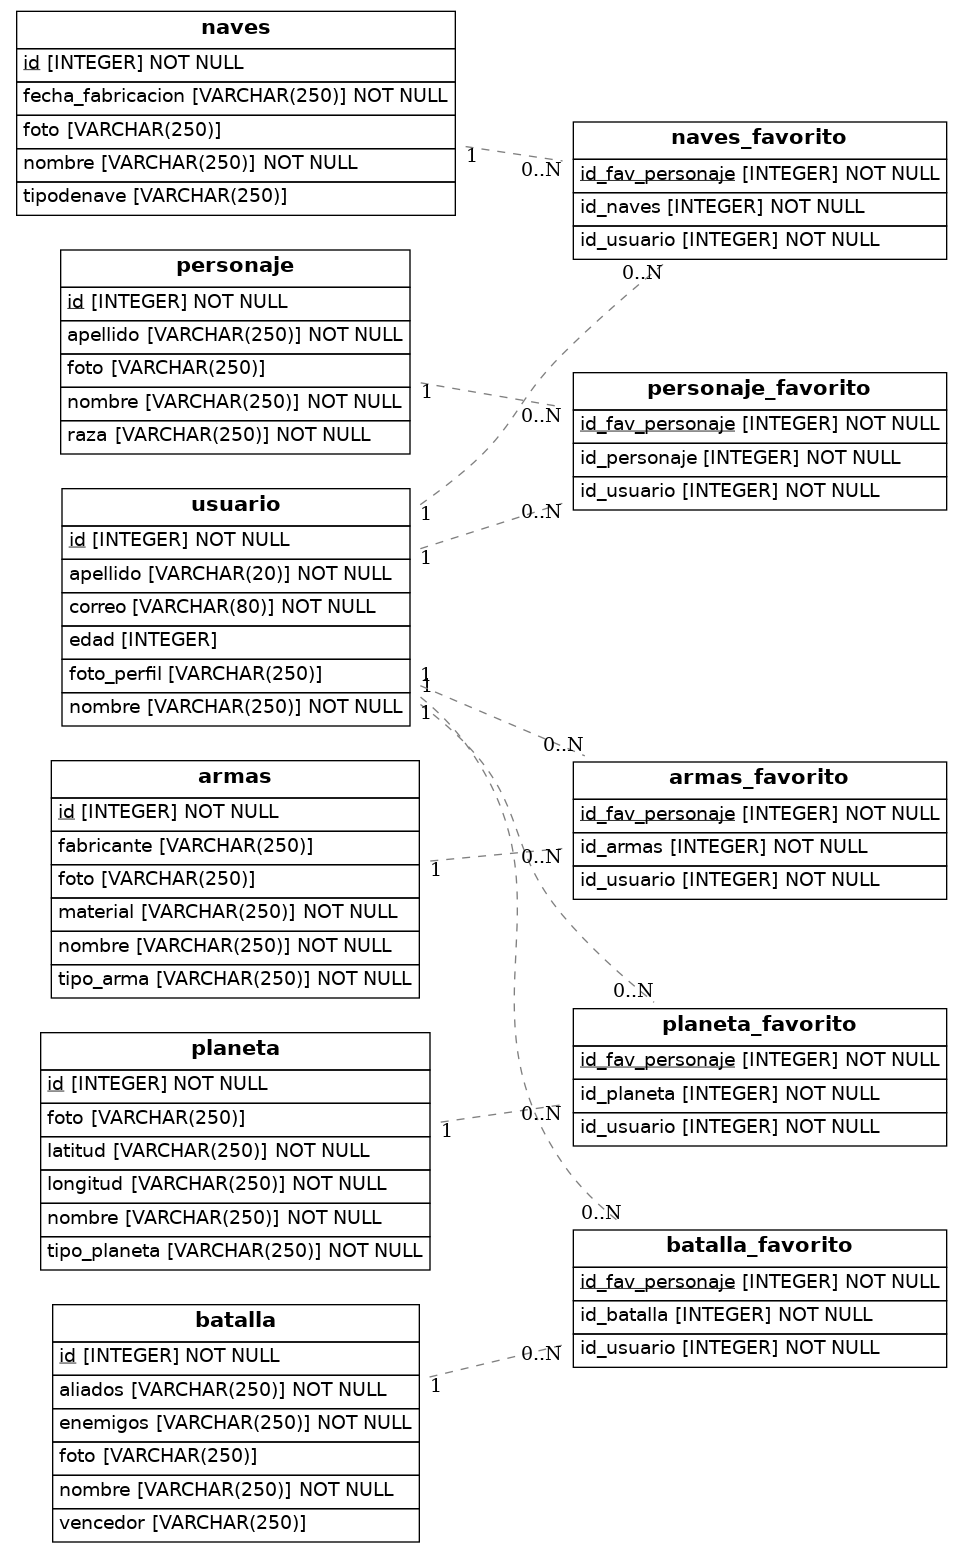 naves
id [INTEGER] NOT NULL
fecha_fabricacion [VARCHAR(250)] NOT NULL
foto [VARCHAR(250)]
nombre [VARCHAR(250)] NOT NULL
tipodenave [VARCHAR(250)]
1
0..N
naves_favorito
id_fav_personaje [INTEGER] NOT NULL
id_naves [INTEGER] NOT NULL
id_usuario [INTEGER] NOT NULL
0..N
personaje
id [INTEGER] NOT NULL
apellido [VARCHAR(250)] NOT NULL
foto [VARCHAR(250)]
nombre [VARCHAR(250)] NOT NULL
raza [VARCHAR(250)] NOT NULL
1
0..N
personaje_favorito
id_fav_personaje [INTEGER] NOT NULL
id_personaje [INTEGER] NOT NULL
id_usuario [INTEGER] NOT NULL
usuario
id [INTEGER] NOT NULL
apellido [VARCHAR(20)] NOT NULL
correo [VARCHAR(80)] NOT NULL
edad [INTEGER]
foto_perfil [VARCHAR(250)]
nombre [VARCHAR(250)] NOT NULL
1
0..N
1
1
1
1
0..N
armas
id [INTEGER] NOT NULL
fabricante [VARCHAR(250)]
foto [VARCHAR(250)]
material [VARCHAR(250)] NOT NULL
nombre [VARCHAR(250)] NOT NULL
tipo_arma [VARCHAR(250)] NOT NULL
1
0..N
armas_favorito
id_fav_personaje [INTEGER] NOT NULL
id_armas [INTEGER] NOT NULL
id_usuario [INTEGER] NOT NULL
0..N
planeta
id [INTEGER] NOT NULL
foto [VARCHAR(250)]
latitud [VARCHAR(250)] NOT NULL
longitud [VARCHAR(250)] NOT NULL
nombre [VARCHAR(250)] NOT NULL
tipo_planeta [VARCHAR(250)] NOT NULL
1
0..N
planeta_favorito
id_fav_personaje [INTEGER] NOT NULL
id_planeta [INTEGER] NOT NULL
id_usuario [INTEGER] NOT NULL
0..N
batalla
id [INTEGER] NOT NULL
aliados [VARCHAR(250)] NOT NULL
enemigos [VARCHAR(250)] NOT NULL
foto [VARCHAR(250)]
nombre [VARCHAR(250)] NOT NULL
vencedor [VARCHAR(250)]
1
0..N
batalla_favorito
id_fav_personaje [INTEGER] NOT NULL
id_batalla [INTEGER] NOT NULL
id_usuario [INTEGER] NOT NULL